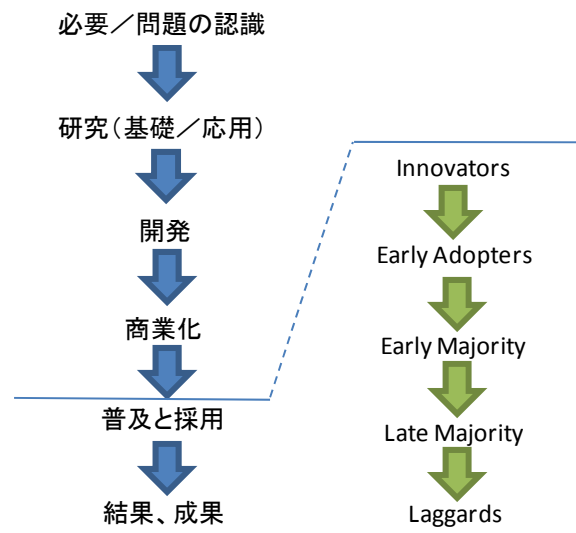 必要／問題の認識
研究（基礎／応用）
開発
商業化
普及と採用
結果、成果
Innovators
Early Adopters
Early Majority
Late Majority
Laggards